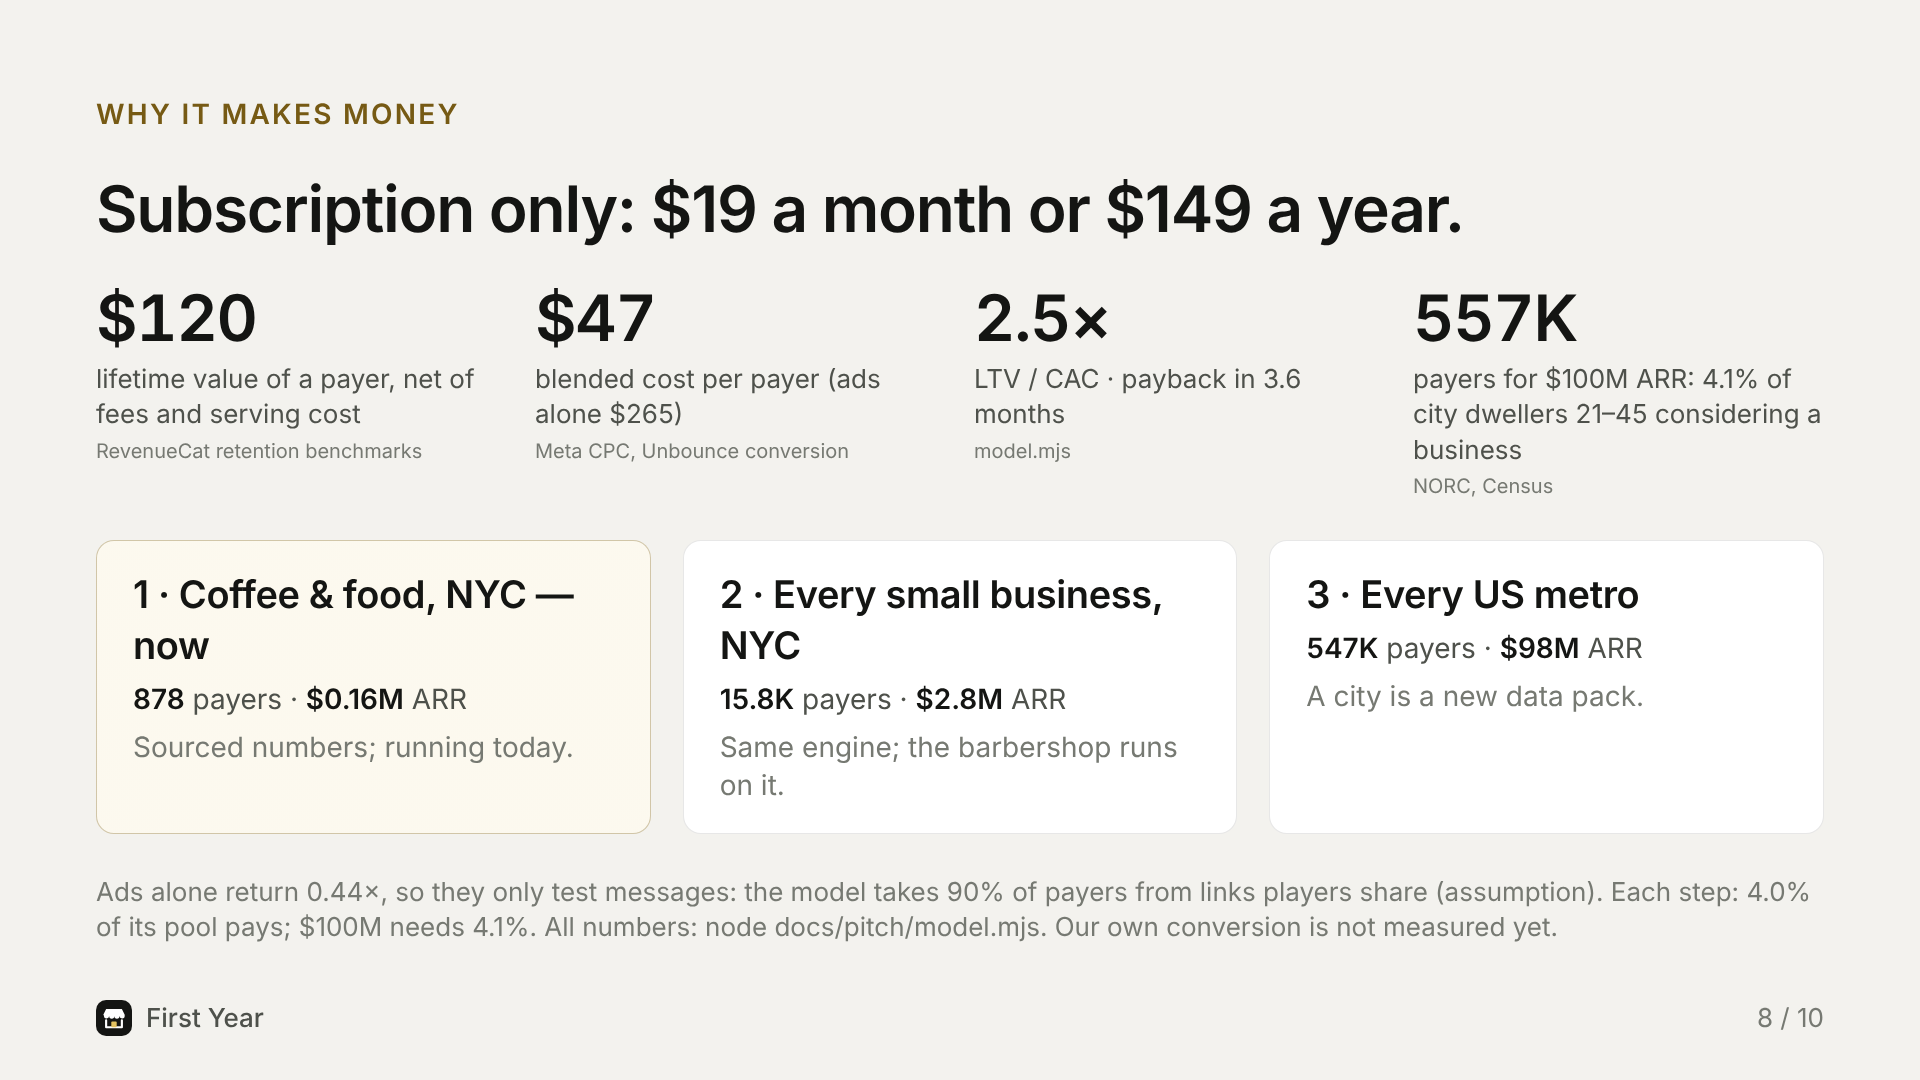 WHY IT MAKES MONEY
Subscription only: $19 a month or $149 a year.
$120
lifetime value of a payer, net of
fees and serving cost
RevenueCat retention benchmarks
$47
blended cost per payer (ads
alone $265)
Meta CPC, Unbounce conversion
2.5×
LTV / CAC · payback in 3.6
months
model.mjs
557K
payers for $100M ARR: 4.1% of
city dwellers 21–45 considering a
business
NORC, Census
1 · Coffee & food, NYC —
now
878 payers · $0.16M ARR
Sourced numbers; running today.
2 · Every small business,
NYC
15.8K payers · $2.8M ARR
Same engine; the barbershop runs
on it.
3 · Every US metro
547K payers · $98M ARR
A city is a new data pack.
Ads alone return 0.44×, so they only test messages: the model takes 90% of payers from links players share (assumption). Each step: 4.0%
of its pool pays; $100M needs 4.1%. All numbers: node docs/pitch/model.mjs. Our own conversion is not measured yet.
First Year
8 / 10